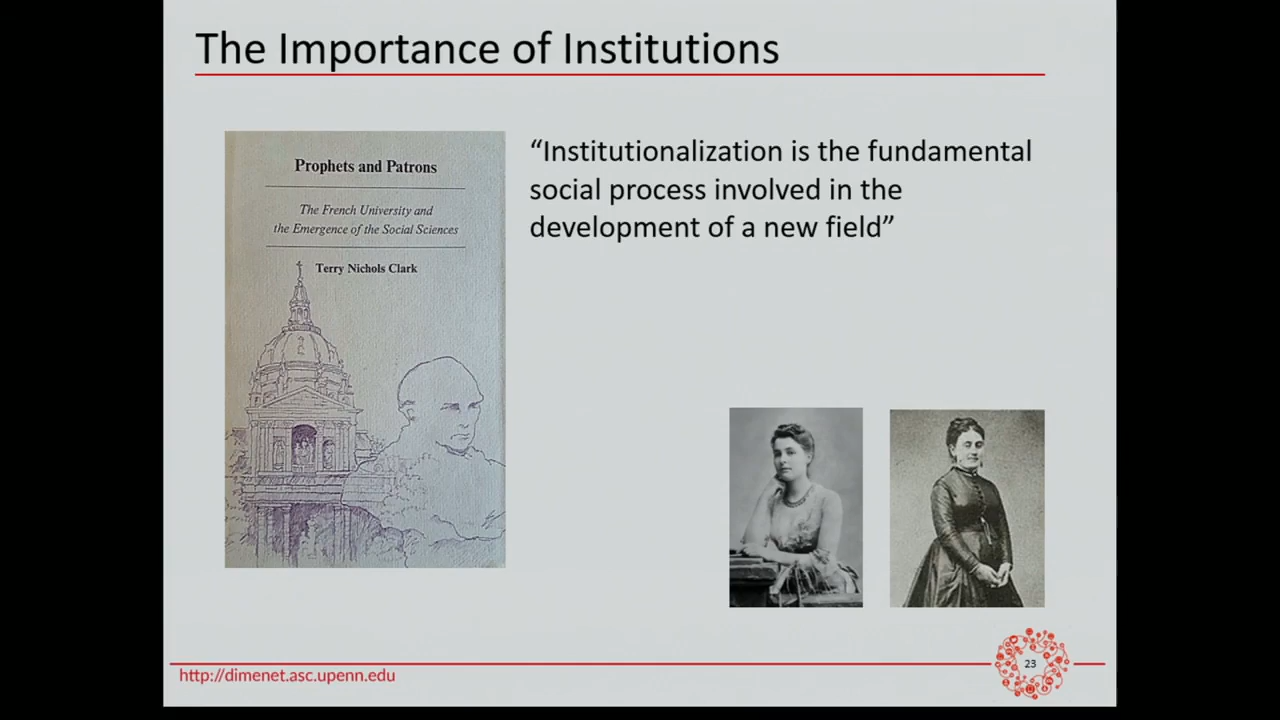 The Importance of Institutions
Prophets and Patrons
The French University and
the Emergence of the Social Sciences
Terry Nichols Clark
“Institutionalization is the fundamental
social process involved in the
development of a new field”
http://dimenet.asc.upenn.edu
23